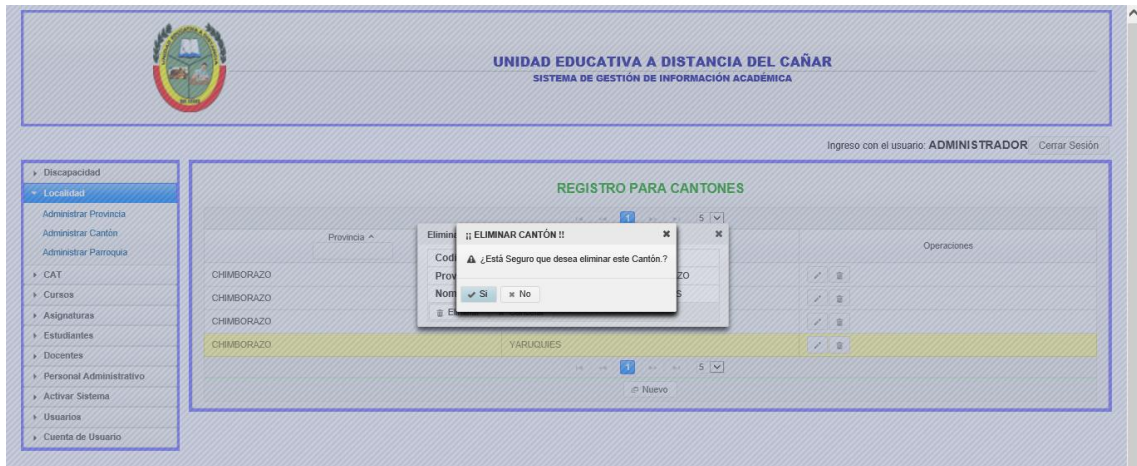 UNIDAD EDUCATIVA A DISTANCIA DEL CAÑAR
SISTEMA DE GESTIÓN DE INFORMACIÓN ACADÉMICA
Ingreso con el usuario: ADMINISTRADOR Cerrar Sesión
Discapacidad
Localidad
Administrar Provincia
Administrar Cantón
Administrar Parroquia
CAT
Cursos
Asignaturas
Estudiantes
Docentes
Personal Administrativo
Activar Sistema
Usuarios
Cuenta de Usuario
REGISTRO PARA CANTONES
1 5
Provincia Operaciones
¡¡ ELIMINAR CANTÓN !!
¿Está Seguro que desea eliminar este Cantón.?
Si No
CHIMBORAZO
CHIMBORAZO
CHIMBORAZO
CHIMBORAZO YARUQUIES
1 5
Nuevo